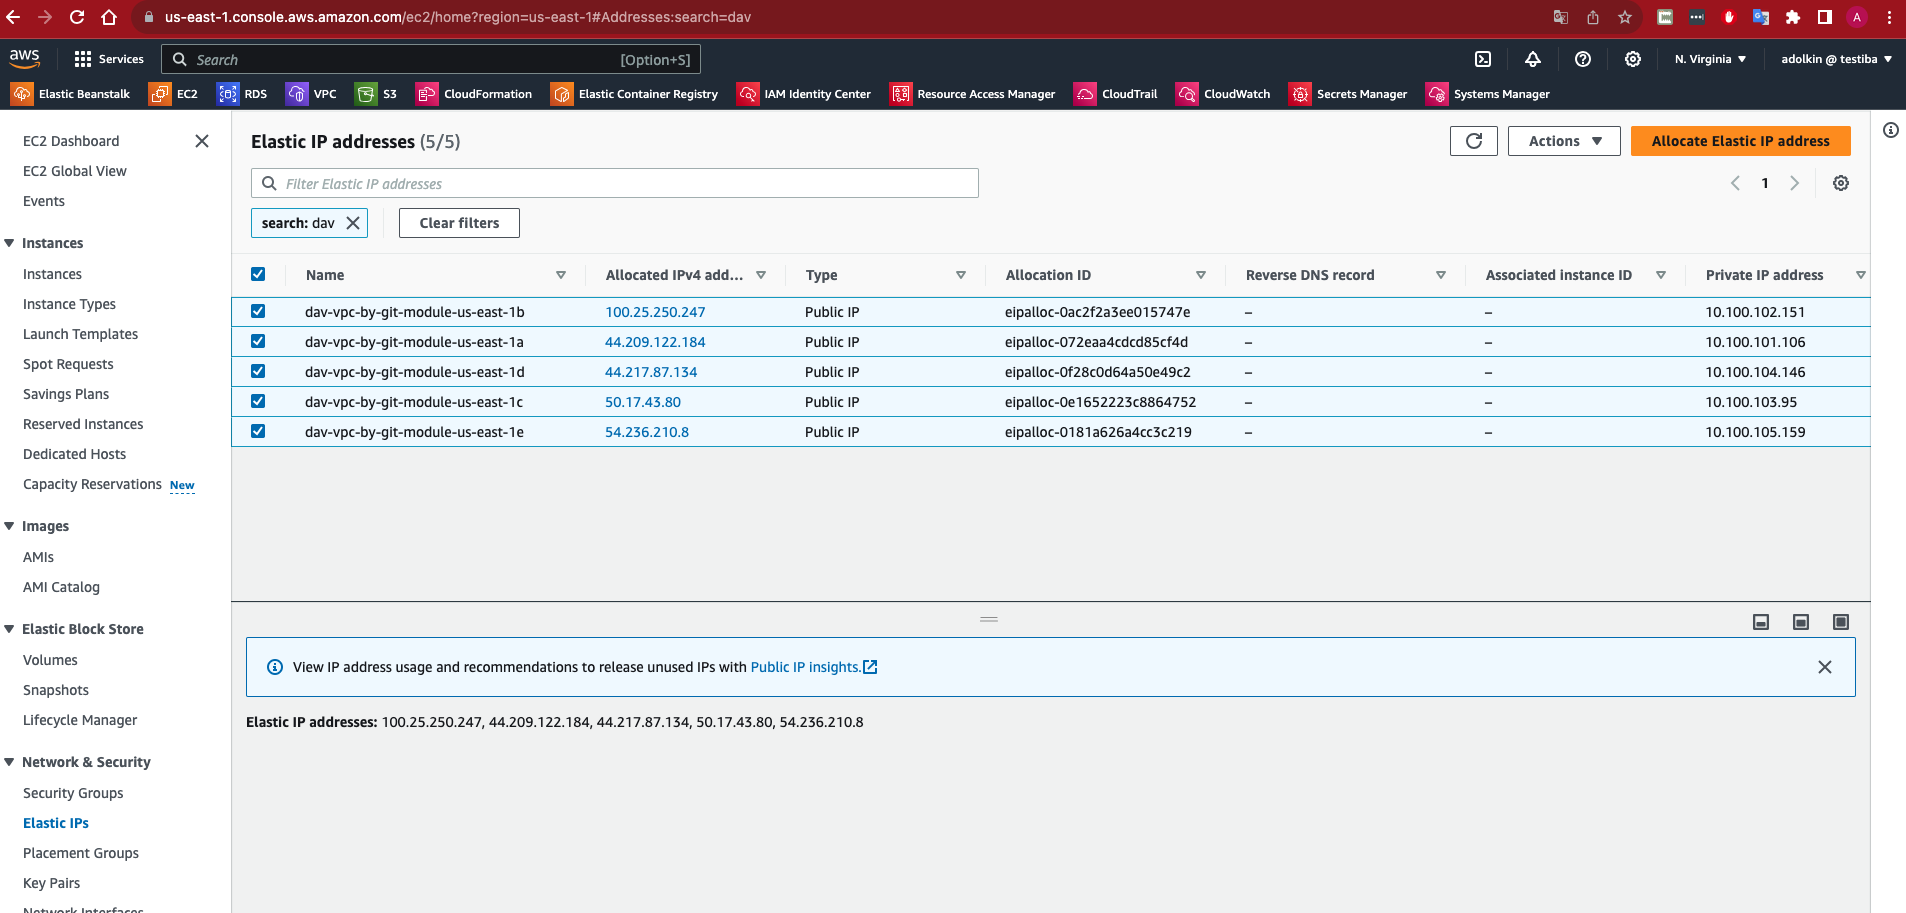 us-east-1.console.aws.amazon.com/ec2/home?region=us-east-1#Addresses:search=dav
A
aws
Services
Search
[Option+S]
N. Virginia
adolkin @ testiba
Elastic Beanstalk
EC2
RDS
VPC
S3
CloudFormation
Elastic Container Registry
IAM Identity Center
Resource Access Manager
CloudTrail
CloudWatch
Secrets Manager
Systems Manager
EC2 Dashboard
EC2 Global View
Events
Instances
Instances
Instance Types
Launch Templates
Spot Requests
Savings Plans
Reserved Instances
Dedicated Hosts
Capacity Reservations New
Images
AMIs
AMI Catalog
Elastic Block Store
Volumes
Snapshots
Lifecycle Manager
Network & Security
Security Groups
Elastic IPs
Placement Groups
Key Pairs
Network Interfaces
Elastic IP addresses (5/5)
Actions
Allocate Elastic IP address
Filter Elastic IP addresses
1
search: dav
Clear filters
Name Allocated IPv4 add... Type Allocation ID Reverse DNS record Associated instance ID Private IP address
dav-vpc-by-git-module-us-east-1b 100.25.250.247 Public IP eipalloc-0ac2f2a3ee015747e – – 10.100.102.151
dav-vpc-by-git-module-us-east-1a 44.209.122.184 Public IP eipalloc-072eaa4cdcd85cf4d – – 10.100.101.106
dav-vpc-by-git-module-us-east-1d 44.217.87.134 Public IP eipalloc-0f28c0d64a50e49c2 – – 10.100.104.146
dav-vpc-by-git-module-us-east-1c 50.17.43.80 Public IP eipalloc-0e1652223c8864752 – – 10.100.103.95
dav-vpc-by-git-module-us-east-1e 54.236.210.8 Public IP eipalloc-0181a626a4cc3c219 – – 10.100.105.159
View IP address usage and recommendations to release unused IPs with Public IP insights.
Elastic IP addresses: 100.25.250.247, 44.209.122.184, 44.217.87.134, 50.17.43.80, 54.236.210.8